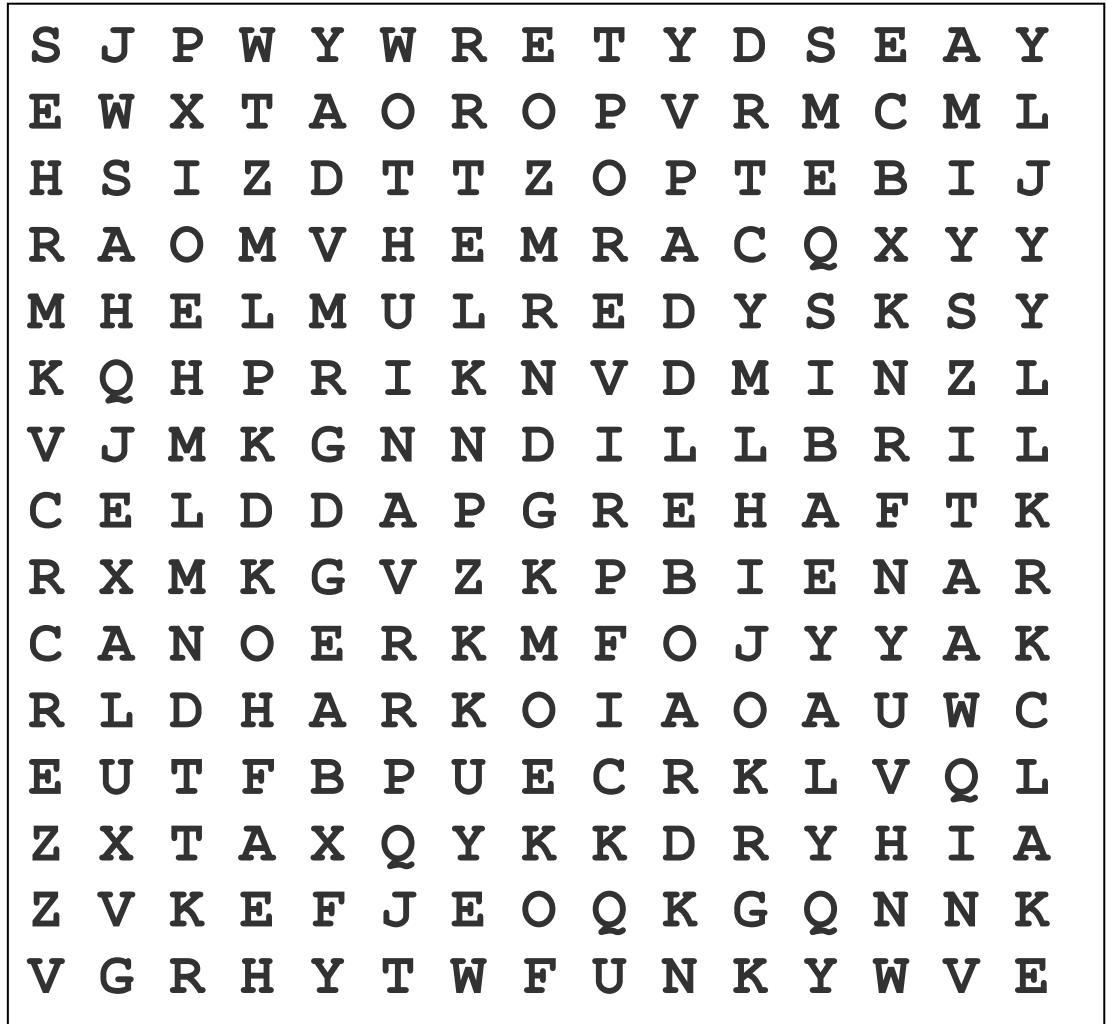 S J P W Y W R E T Y D S E A Y
E W X T A O R O P V R M C M L
H S I Z D T T Z O P T E B I J
R A O M V H E M R A C Q X Y Y
M H E L M U L R E D Y S K S Y
K Q H P R I K N V D M I N Z L
V J M K G N N D I L L B R I L
C E L D D A P G R E H A F T K
R X M K G V Z K P B I E N A R
C A N O E R K M F O J Y Y A K
R L D H A R K O I A O A U W C
E U T F B P U E C R K L V Q L
Z X T A X Q Y K K D R Y H I A
Z V K E F J E O Q K G Q N N K
V G R H Y T W F U N K Y W V E